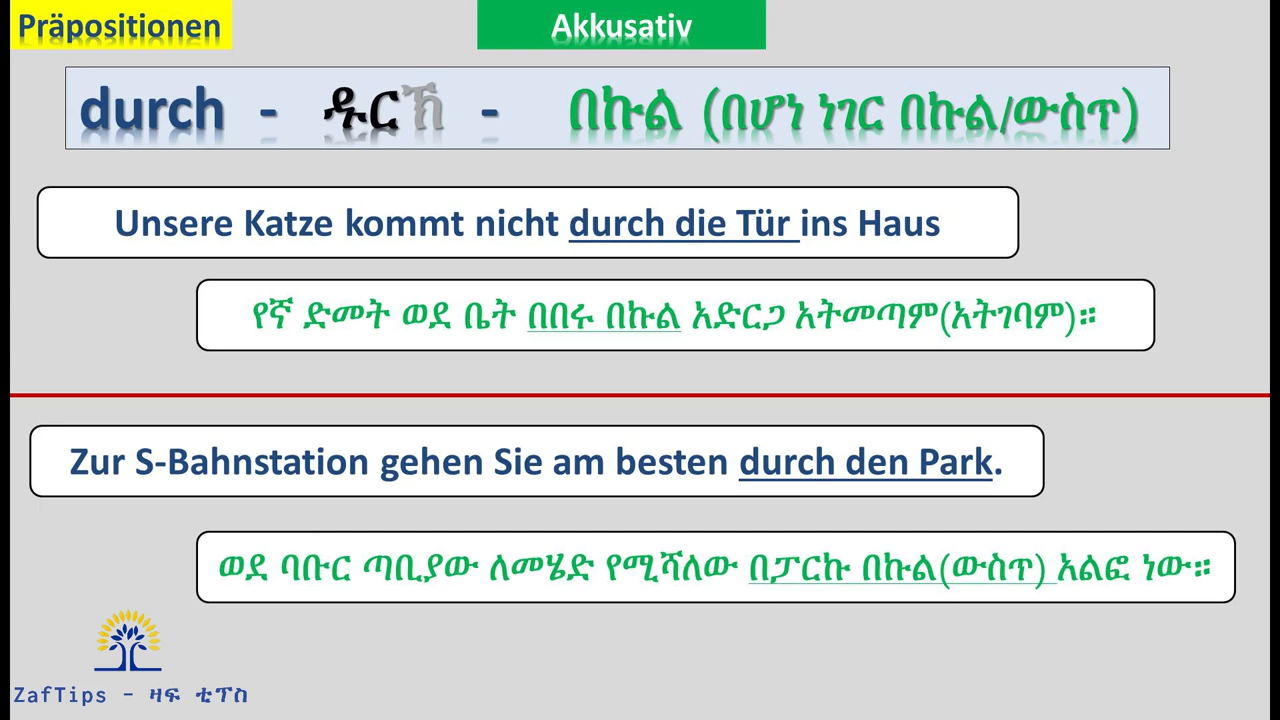 Präpositionen
Akkusativ
durch - ዱርኽ - በኩል (በሆነ ነገር በኩል/ውስጥ)
Unsere Katze kommt nicht durch die Tür ins Haus
የኛ ድመት ወደ ቤት በበሩ በኩል አድርጋ አትመጣም(አትገባም)።
Zur S-Bahnstation gehen Sie am besten durch den Park.
ወደ ባቡር ጣቢያው ለመሄድ የሚሻለው በፓርኩ በኩል(ውስጥ) አልፎ ነው።
ZafTips - ዛፍ ቲፕስ